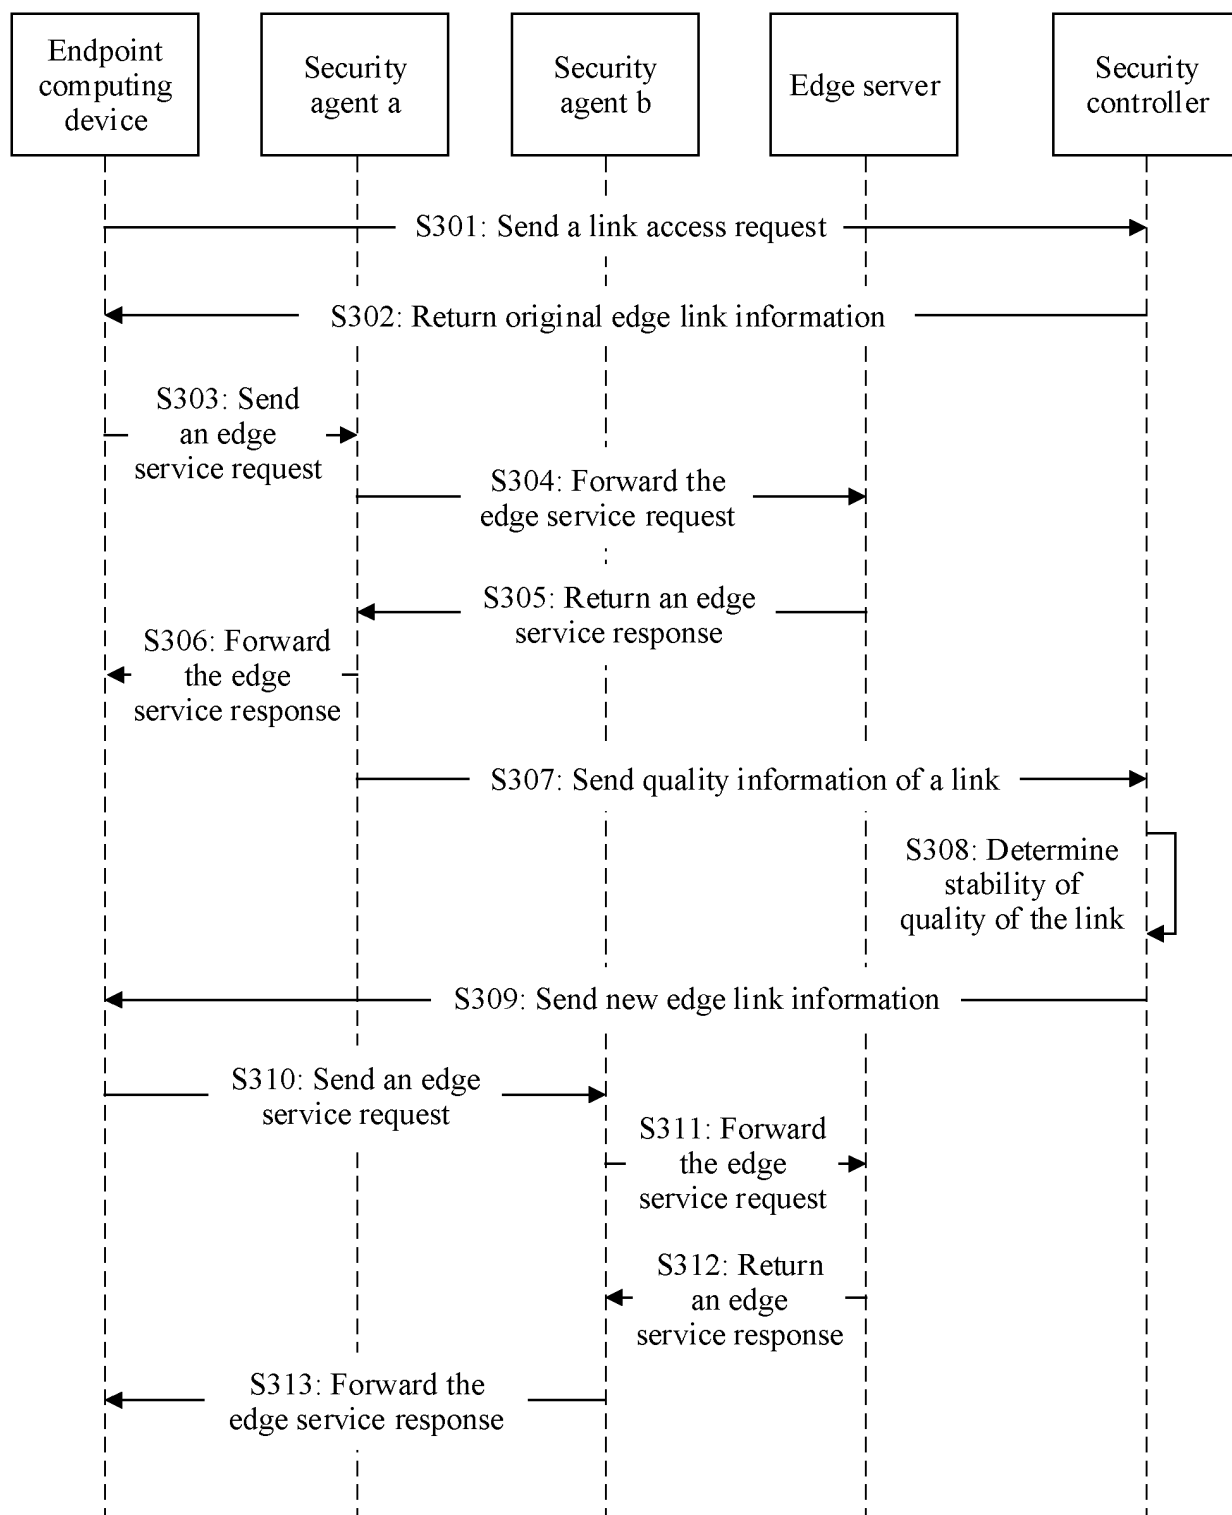 Endpoint
computing
device
Security
agent a
Security
agent b
Edge server
Security
controller
S301: Send a link access request
S302: Return original edge link information
S303: Send
an edge
service request
S304: Forward the
edge service request
S305: Return an edge
service response
S306: Forward
the edge
service response
S307: Send quality information of a link
S308: Determine
stability of
quality of the link
S309: Send new edge link information
S310: Send an edge
service request
S311: Forward
the edge
service request
S312: Return
an edge
service response
S313: Forward the
edge service response